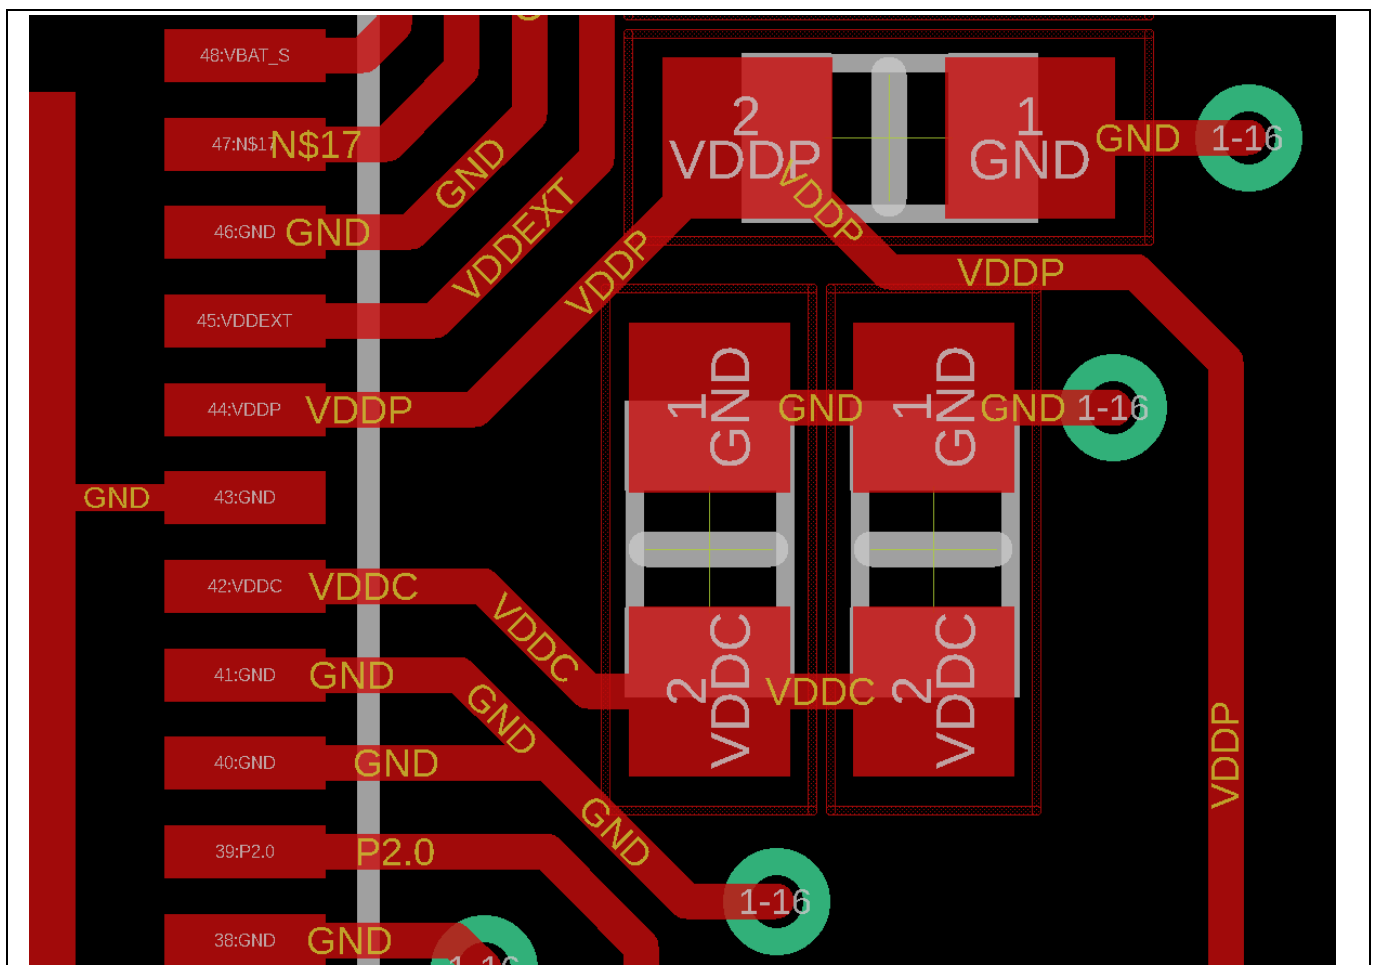 48:VBAT_S
47:N$17
N$17
46:GND
GND
GND
45:VDDEXT
VDDEXT
44:VDDP
VDDP
VDDP
2
VDDP
1
GND
GND
1-16
VDDP
VDDP
VDDP
1
GND
GND
1
GND
GND
1-16
GND
43:GND
42:VDDC
VDDC
VDDC
2
VDDC
VDDC
2
VDDC
41:GND
GND
GND
40:GND
GND
GND
1-16
39:P2.0
P2.0
38:GND
GND
1-16